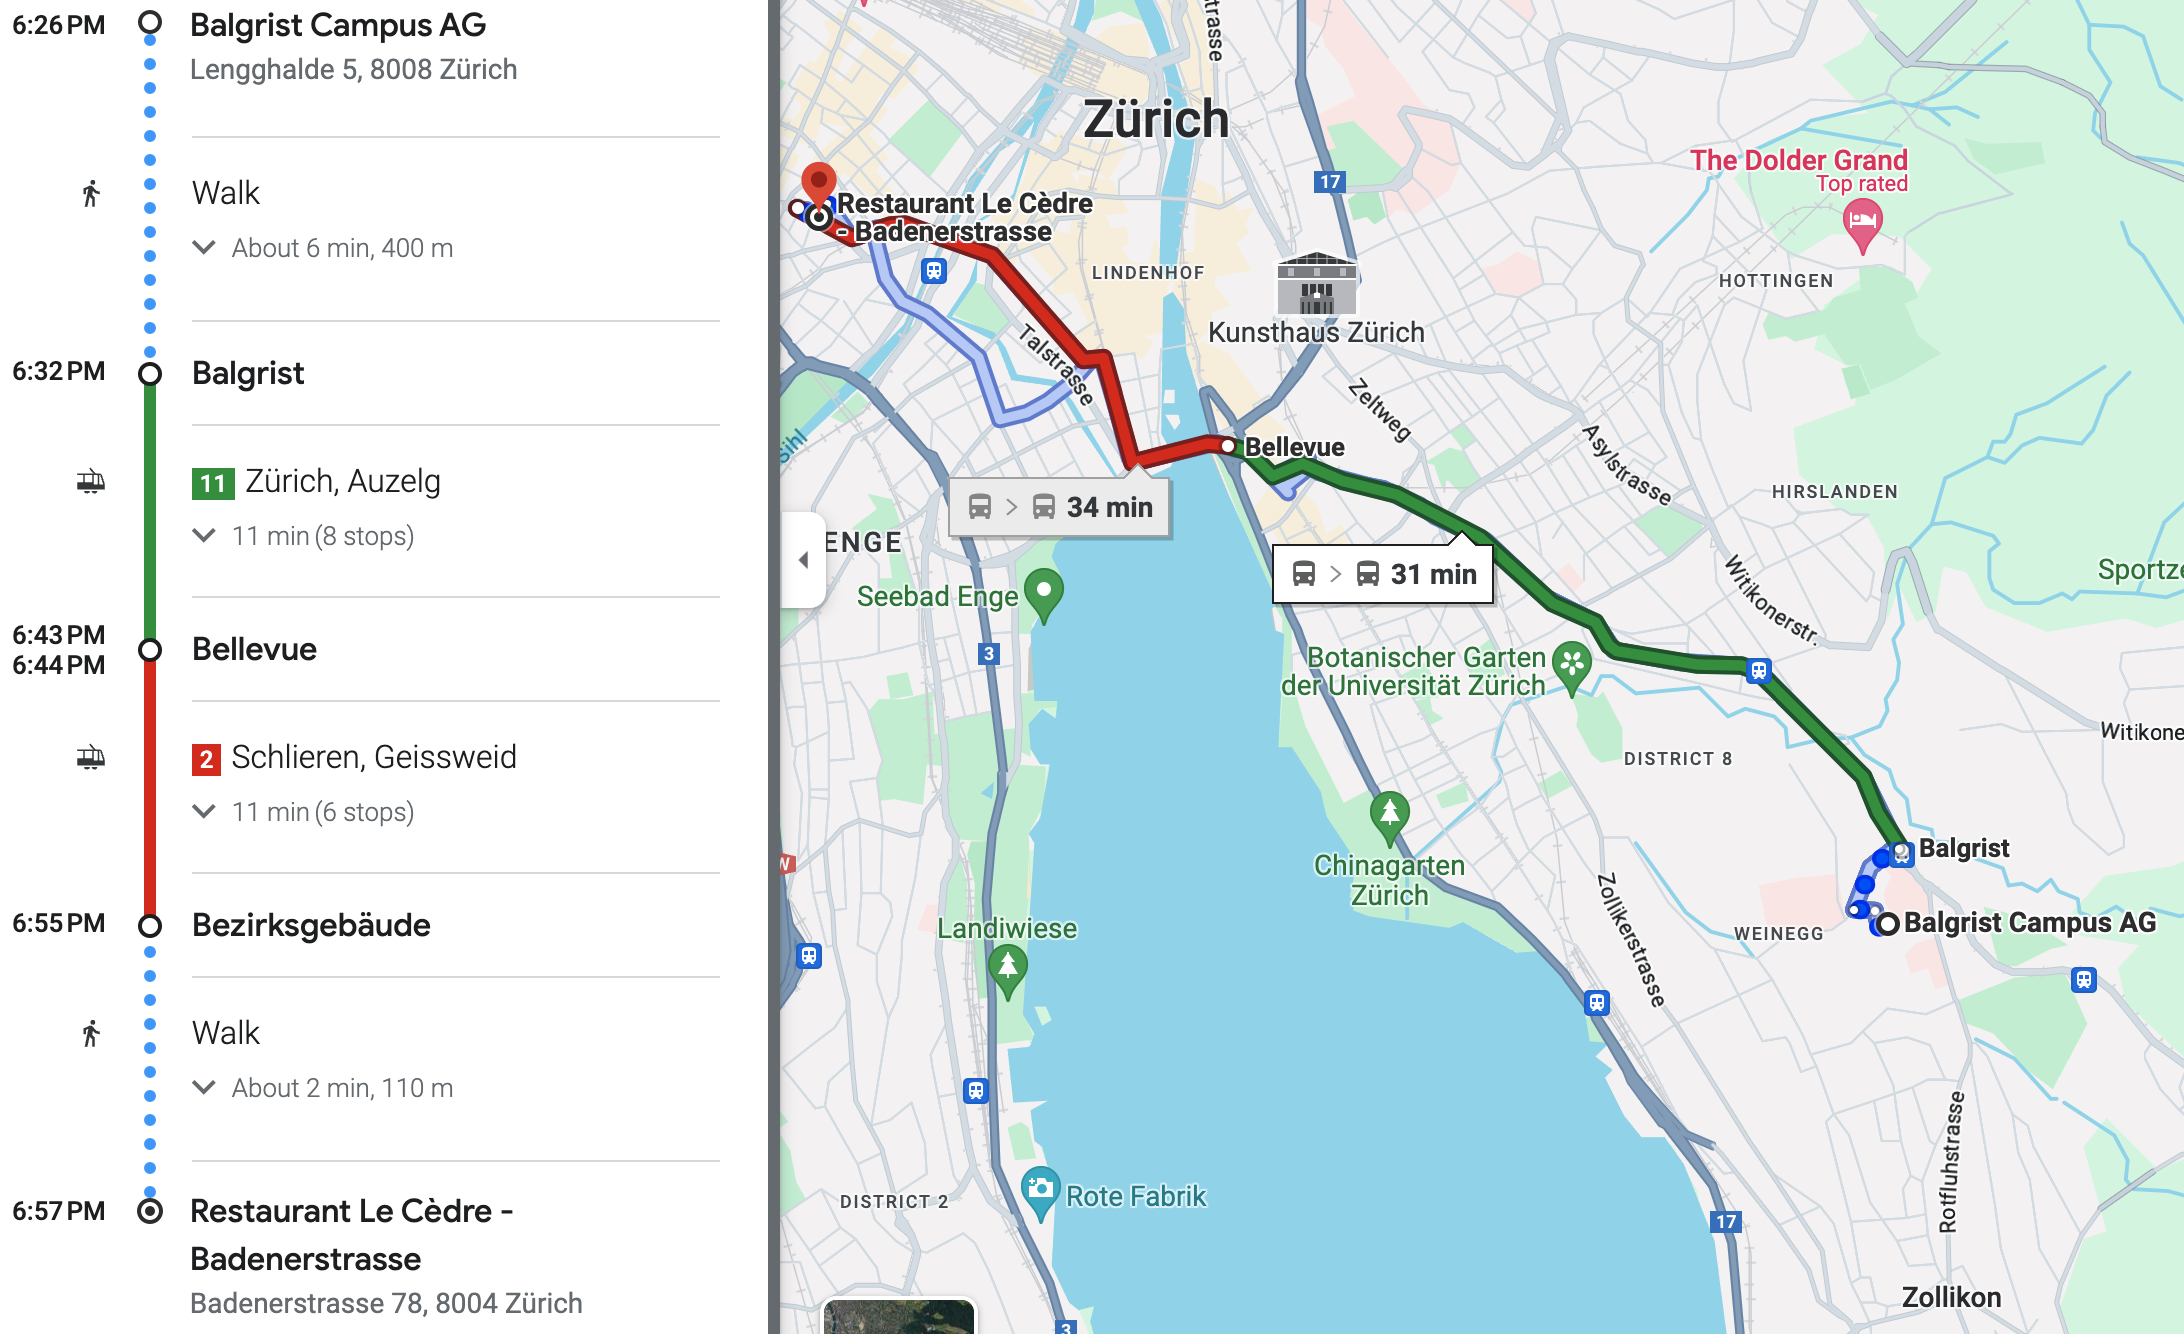 6:26 PM
Balgrist Campus AG
Lengghalde 5, 8008 Zürich
Walk
About 6 min, 400 m
6:32 PM
Balgrist
11 Zürich, Auzelg
11 min (8 stops)
6:43 PM
6:44 PM
Bellevue
2 Schlieren, Geissweid
11 min (6 stops)
6:55 PM
Bezirksgebäude
Walk
About 2 min, 110 m
6:57 PM
Restaurant Le Cèdre -
Badenerstrasse
Badenerstrasse 78, 8004 Zürich
Zürich
17
The Dolder Grand
Top rated
Restaurant Le Cèdre
- Badenerstrasse
LINDENHOF
HOTTINGEN
Kunsthaus Zürich
Talstrasse
Zeltweg
Sihl
Bellevue
Asylstrasse
HIRSLANDEN
34 min
ENGE
31 min
Seebad Enge
Witikonerstr.
3
Botanischer Garten
der Universität Zürich
DISTRICT 8
Chinagarten
Zürich
Balgrist
Zollikerstrasse
Balgrist Campus AG
WEINEGG
Landiwiese
Rotfluhstrasse
Rote Fabrik
DISTRICT 2
17
Zollikon
3